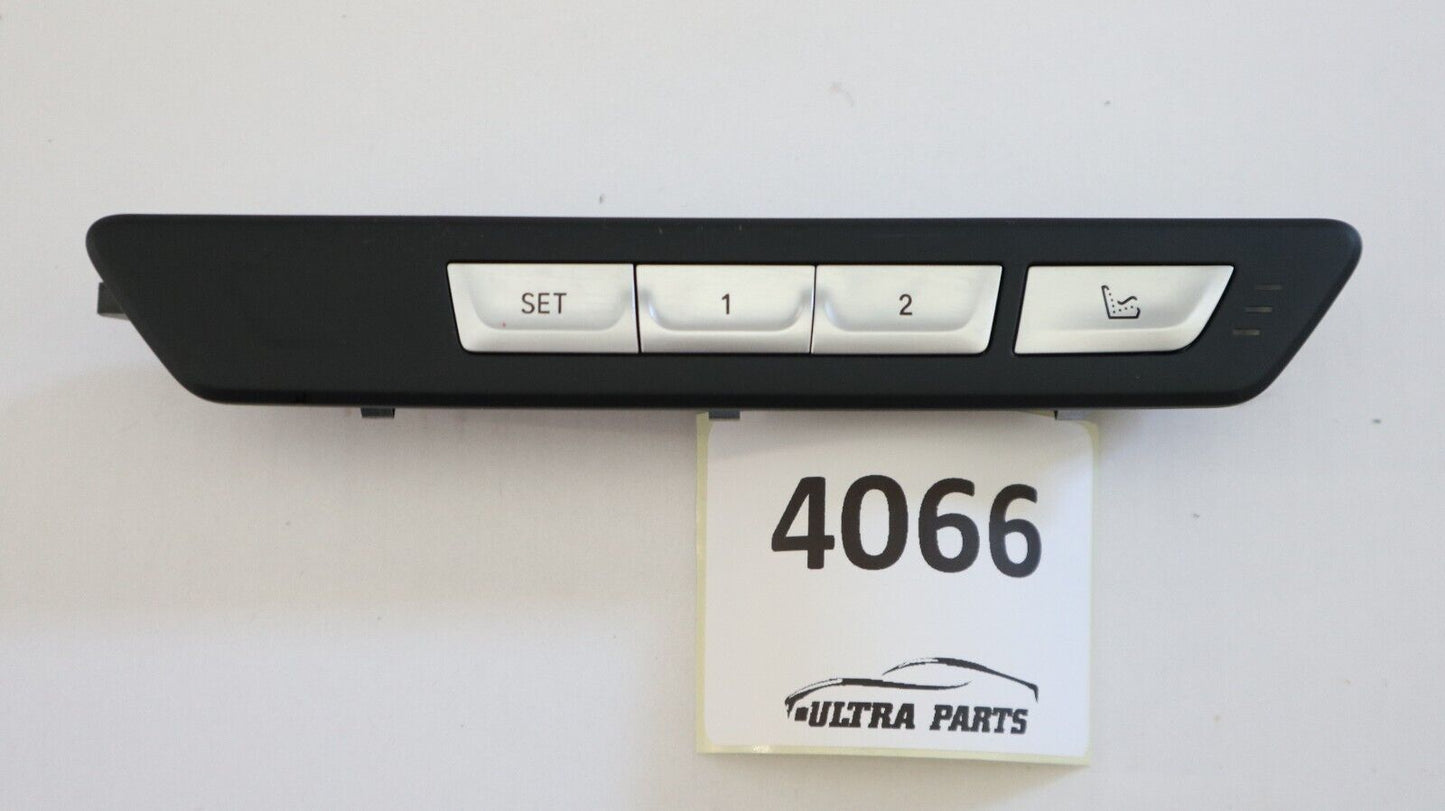 SET 1 2
4066
ULTRA PARTS